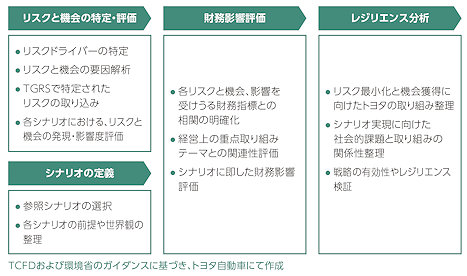 リスクと機会の特定・評価
● リスクドライバーの特定
● リスクと機会の要因解析
● TGRSで特定された
リスクの取り込み
● 各シナリオにおける、リスクと
機会の発現・影響度評価
シナリオの定義
● 参照シナリオの選択
● 各シナリオの前提や世界観の
整理
財務影響評価
● 各リスクと機会、影響を
受けうる財務指標との
相関の明確化
● 経営上の重点取り組み
テーマとの関連性評価
● シナリオに即した財務影響
評価
レジリエンス分析
● リスク最小化と機会獲得に
向けたトヨタの取り組み整理
● シナリオ実現に向けた
社会的課題と取り組みの
関係性整理
● 戦略の有効性やレジリエンス
検証
TCFDおよび環境省のガイダンスに基づき、トヨタ自動車にて作成